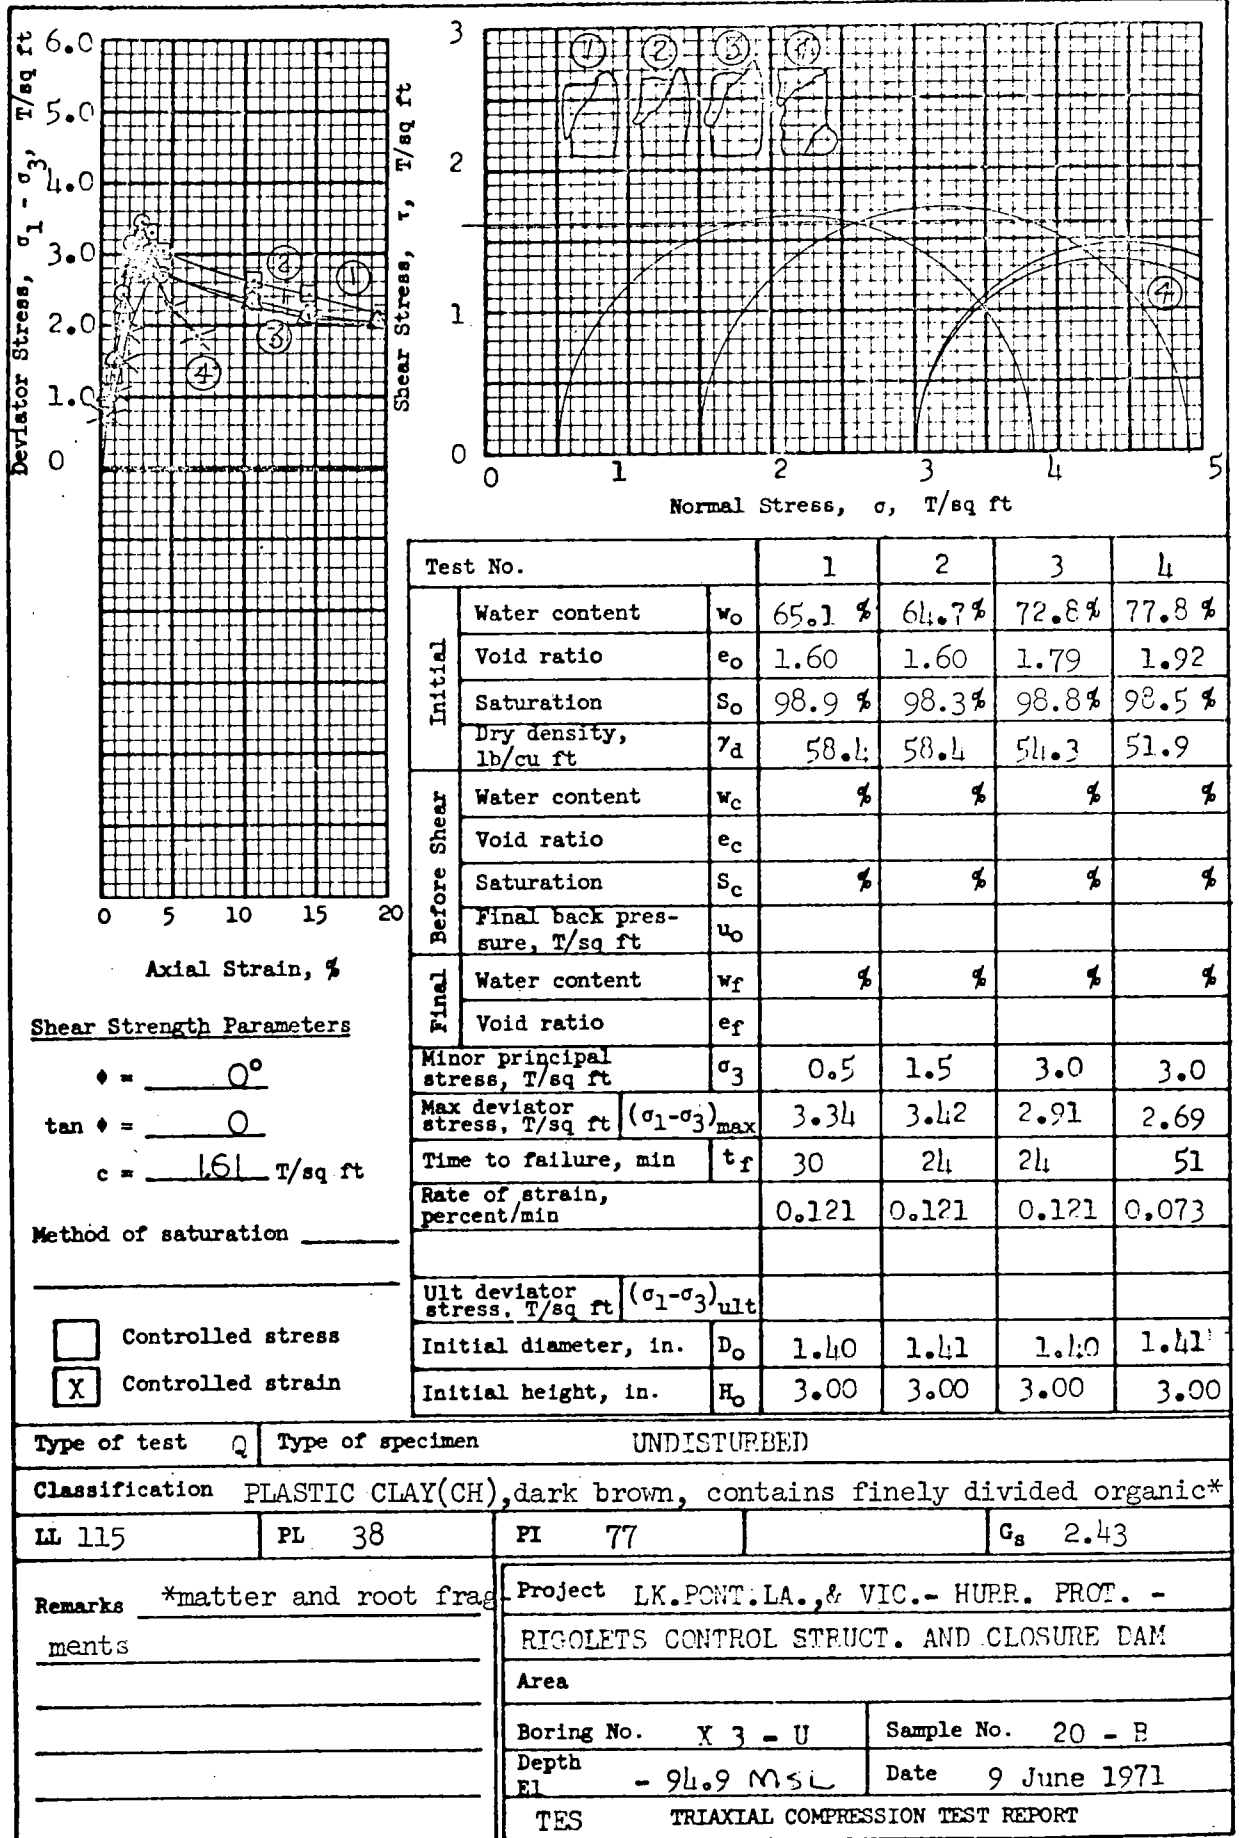 Deviator Stress, σ1 - σ3, T/sq ft
6.0
5.0
4.0
3.0
2.0
1.0
0
② ① ③ ④
0 5 10 15 20
Axial Strain, %
Shear Stress, τ, T/sq ft
3
2
1
0
① ② ③
④
0 1 2 3 4 5
Normal Stress, σ, T/sq ft
Shear Strength Parameters
φ = 0°
tan φ = 0
c = 1.61 T/sq ft
Method of saturation
Controlled stress
X Controlled strain
Test No. 1 2 3 4
Initial
Water content wo 65.1 % 64.7% 72.8% 77.8 %
Void ratio eo 1.60 1.60 1.79 1.92
Saturation So 98.9 % 98.3% 98.8% 98.5 %
Dry density, lb/cu ft γd 58.4 58.4 54.3 51.9
Before Shear
Water content wc % % % %
Void ratio ec
Saturation Sc % % % %
Final back pres-
sure, T/sq ft uo
Final
Water content wf % % % %
Void ratio ef
Minor principal
stress, T/sq ft σ3 0.5 1.5 3.0 3.0
Max deviator
stress, T/sq ft (σ1-σ3)max 3.34 3.42 2.91 2.69
Time to failure, min tf 30 24 24 51
Rate of strain,
percent/min 0.121 0.121 0.121 0.073
Ult deviator
stress, T/sq ft (σ1-σ3)ult
Initial diameter, in. Do 1.40 1.41 1.40 1.41
Initial height, in. Ho 3.00 3.00 3.00 3.00
Type of test Q Type of specimen UNDISTURBED
Classification PLASTIC CLAY(CH),dark brown, contains finely divided organic*
LL 115 PL 38 PI 77 Gs 2.43
Remarks *matter and root frag
ments
Project LK.PONT.LA.,& VIC.- HURR. PROT. -
RIGOLETS CONTROL STRUCT. AND CLOSURE DAM
Area
Boring No. X 3 - U Sample No. 20 - B
Depth
El - 94.9 MSL Date 9 June 1971
TES TRIAXIAL COMPRESSION TEST REPORT